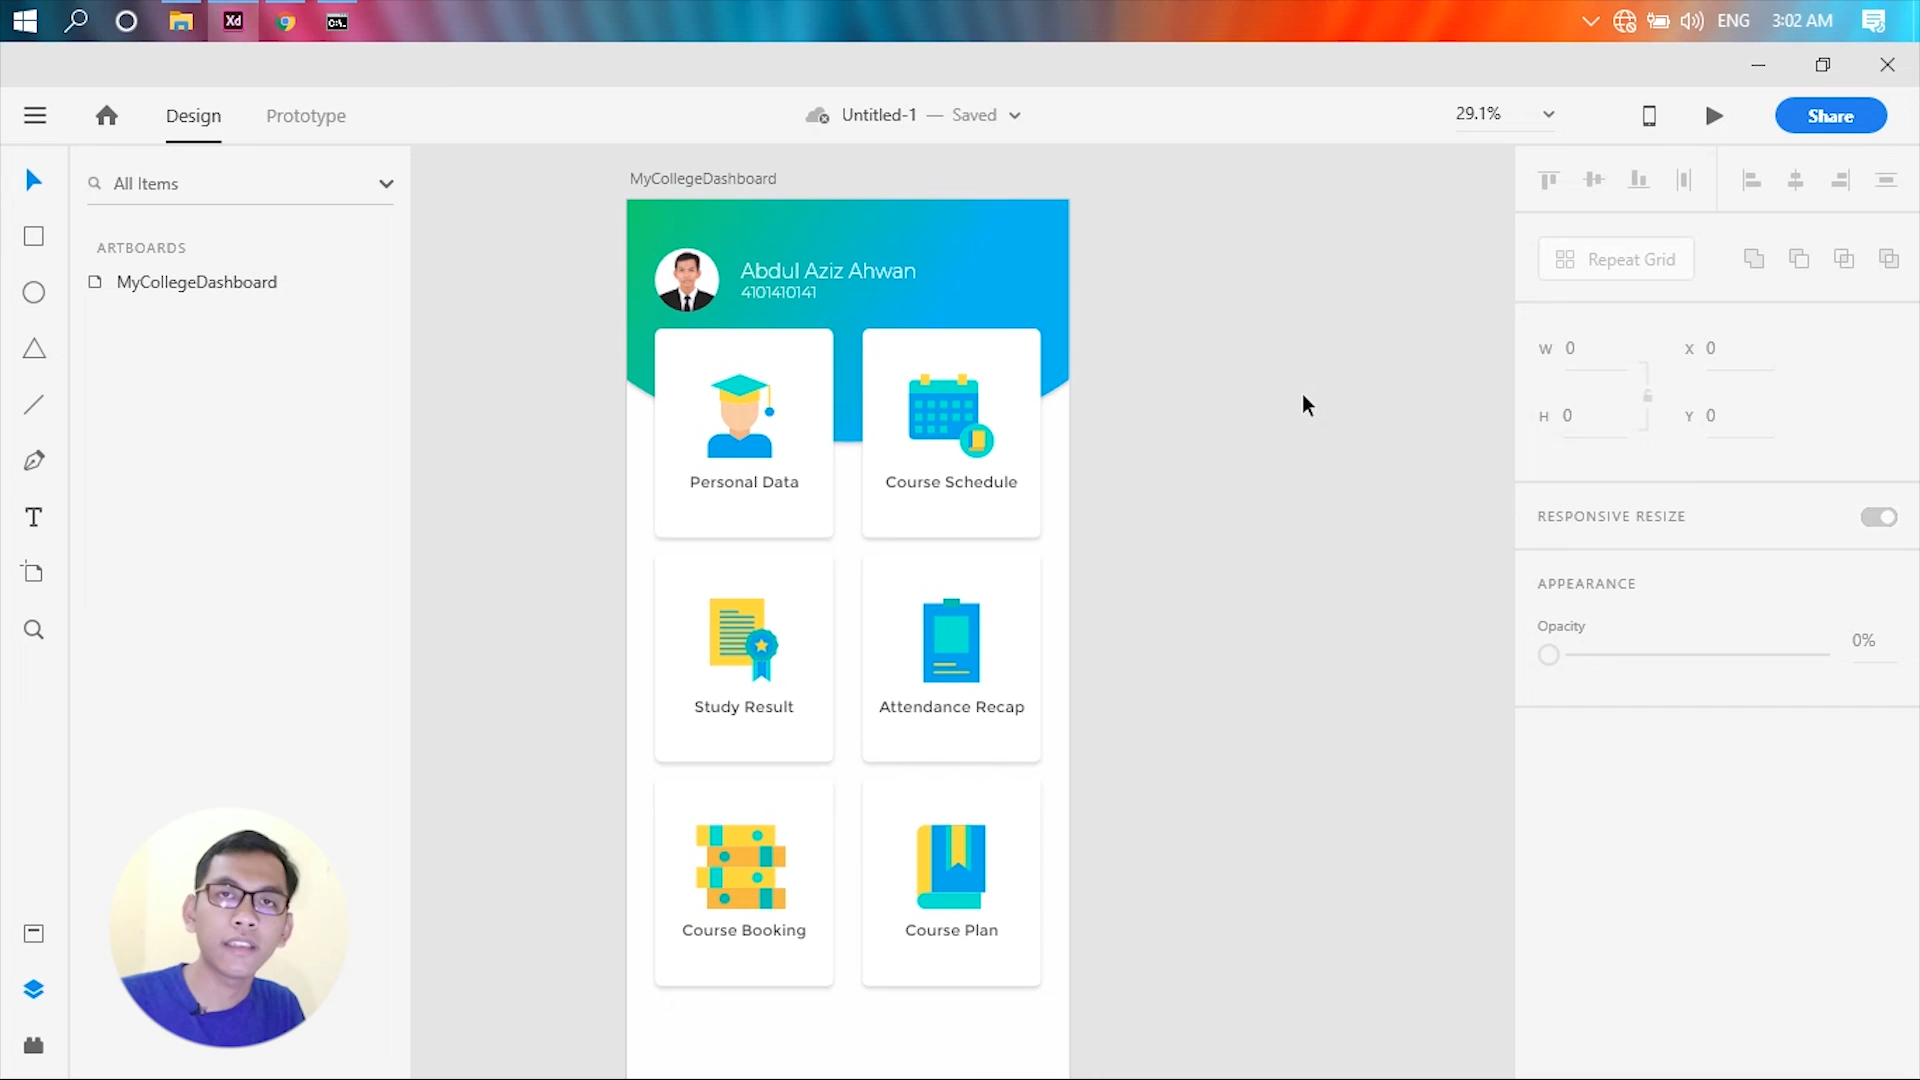 Xd
C:\.
ENG
3:02 AM
Design
Prototype
Untitled-1 — Saved
29.1%
Share
All Items
ARTBOARDS
MyCollegeDashboard
MyCollegeDashboard
Abdul Aziz Ahwan
4101410141
Personal Data
Course Schedule
Study Result
Attendance Recap
Course Booking
Course Plan
T
Repeat Grid
W 0
X 0
H 0
Y 0
RESPONSIVE RESIZE
APPEARANCE
Opacity
0%